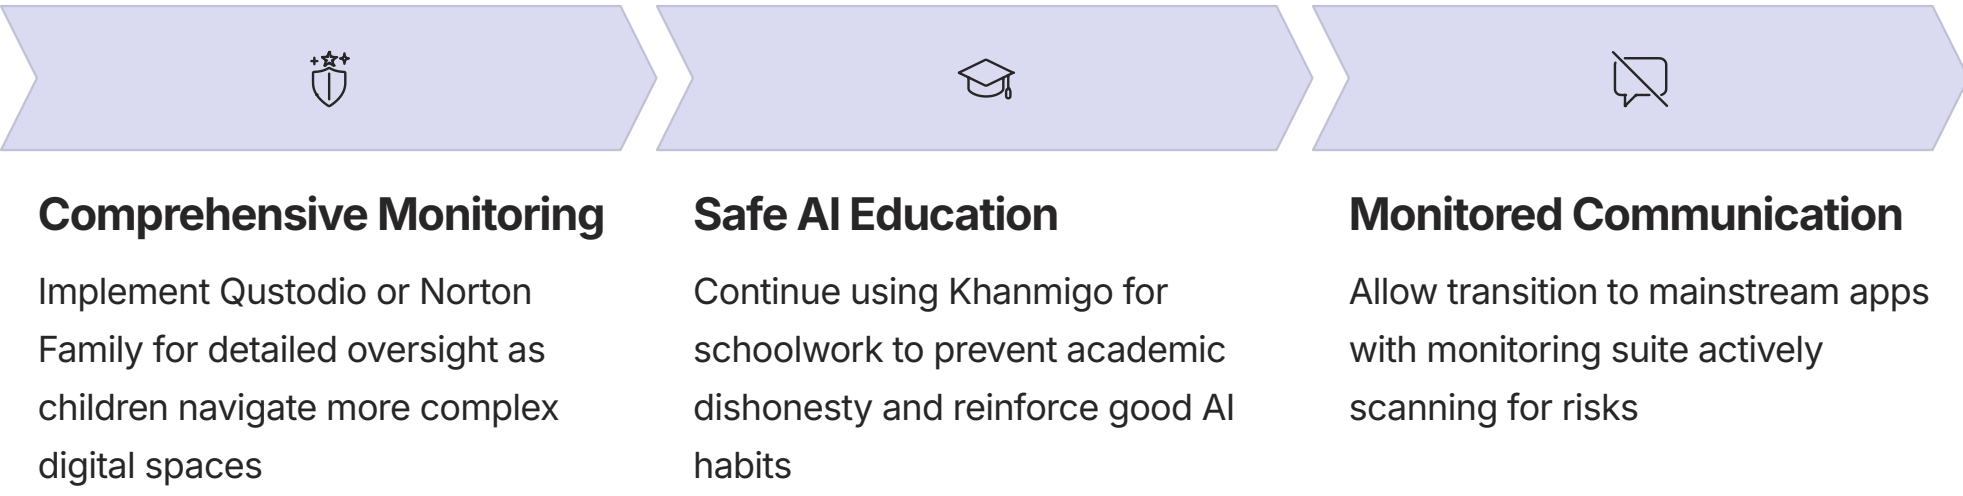 Comprehensive Monitoring
Implement Qustodio or Norton
Family for detailed oversight as
children navigate more complex
digital spaces
Safe AI Education
Continue using Khanmigo for
schoolwork to prevent academic
dishonesty and reinforce good AI
habits
Monitored Communication
Allow transition to mainstream apps
with monitoring suite actively
scanning for risks